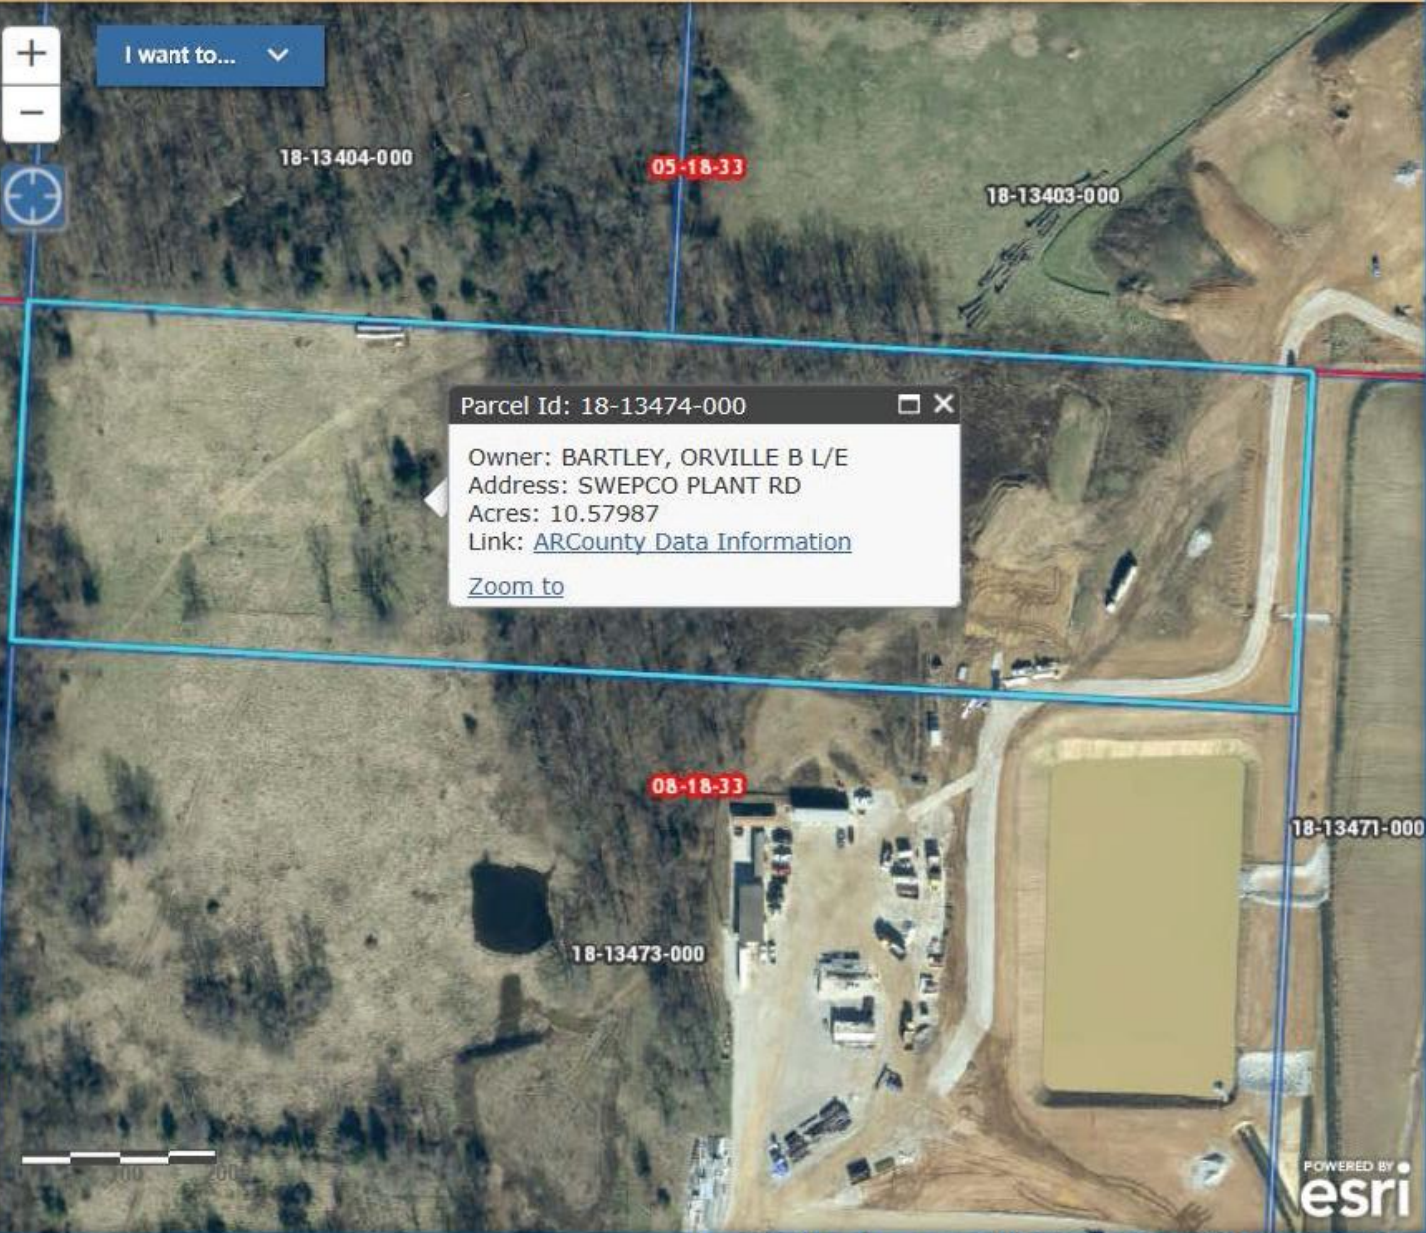 +
I want to...
−
18-13404-000
05-18-33
18-13403-000
Parcel Id: 18-13474-000
Owner: BARTLEY, ORVILLE B L/E
Address: SWEPCO PLANT RD
Acres: 10.57987
Link: ARCounty Data Information
Zoom to
08-18-33
18-13471-000
18-13473-000
POWERED BY
esri